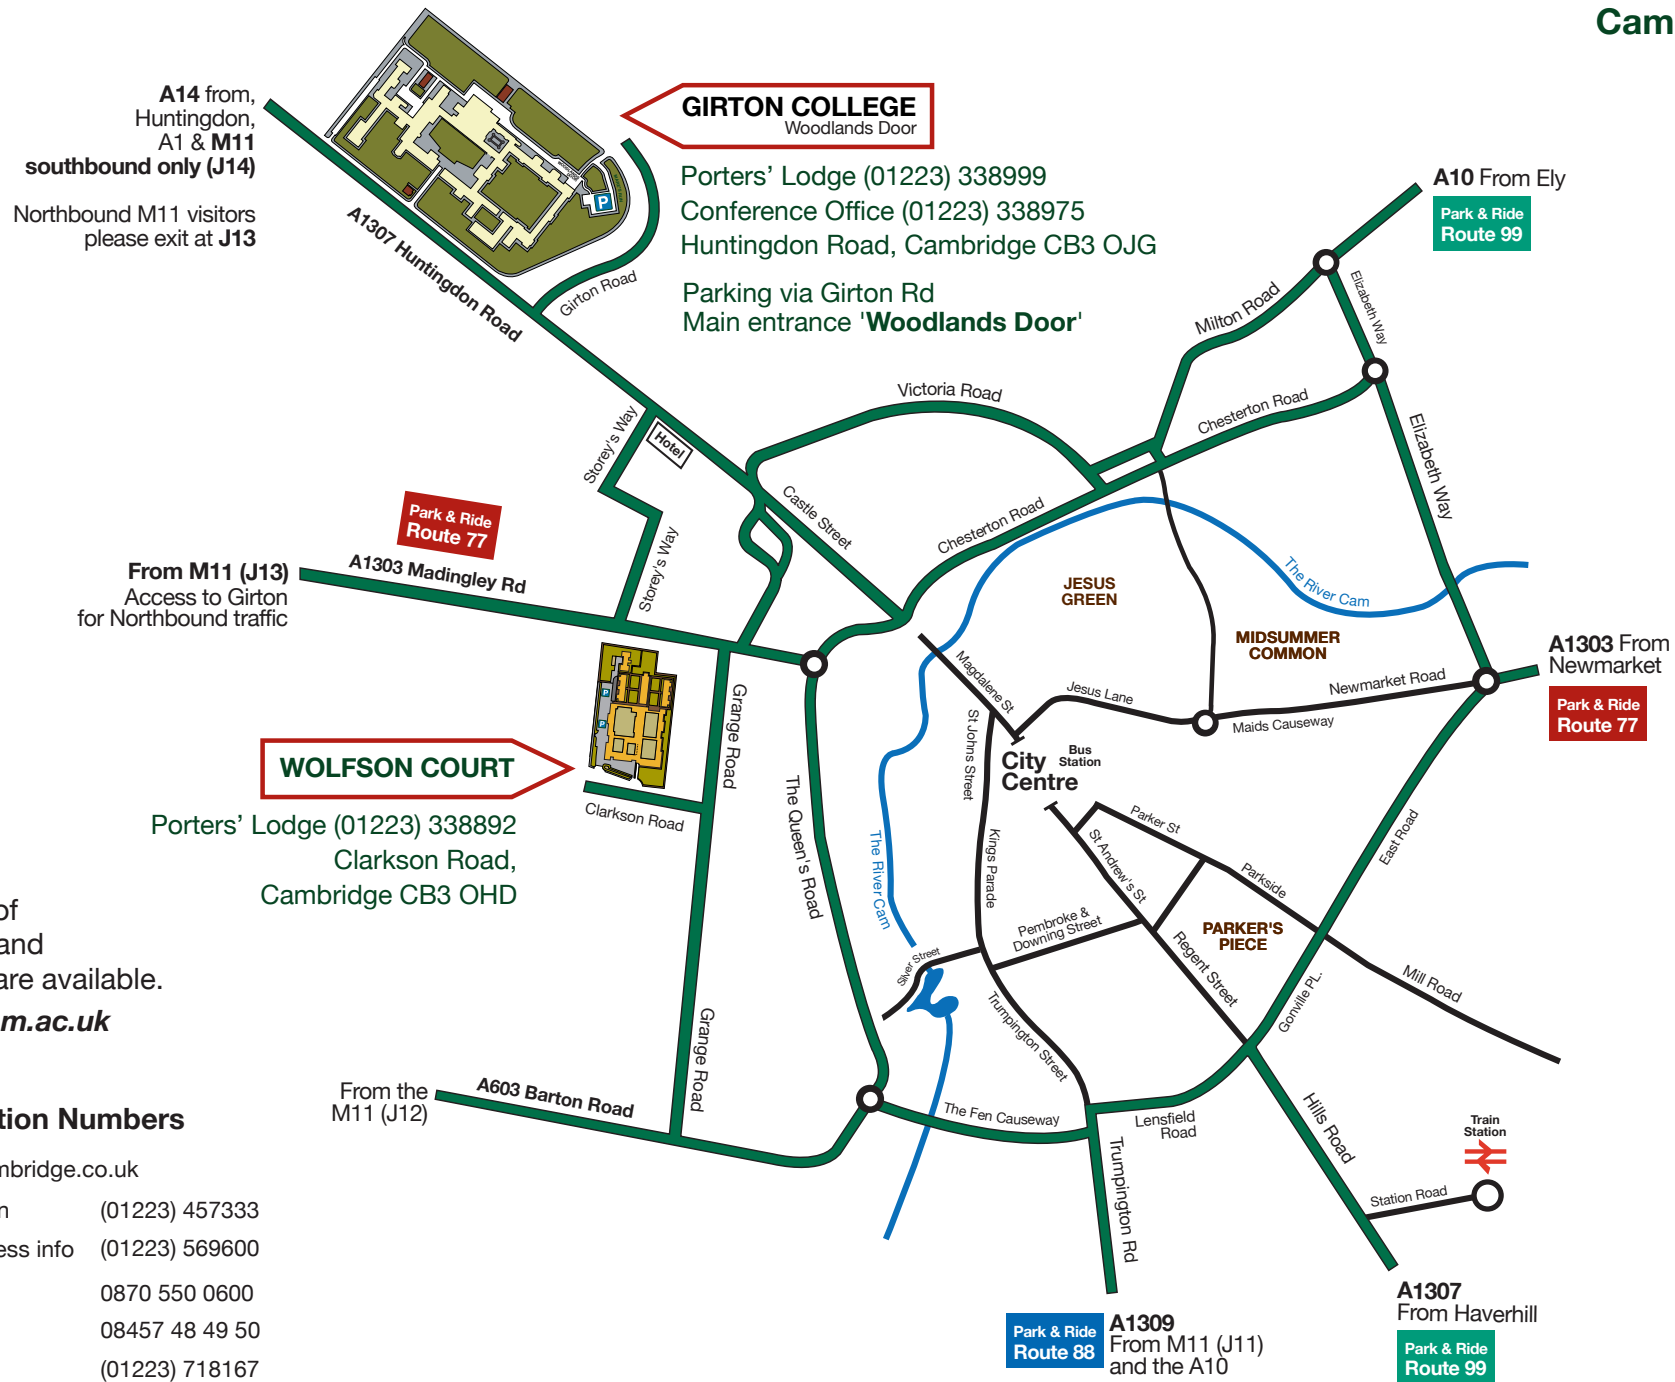 Cam
A14 from,
Huntingdon,
A1 & M11
southbound only (J14)
Northbound M11 visitors
please exit at J13
GIRTON COLLEGE
Woodlands Door
Porters' Lodge (01223) 338999
Conference Office (01223) 338975
Huntingdon Road, Cambridge CB3 OJG
Parking via Girton Rd
Main entrance 'Woodlands Door'
P
A1307 Huntingdon Road
Girton Road
A10 From Ely
Park & Ride
Route 99
Milton Road
Elizabeth Way
Victoria Road
Chesterton Road
Elizabeth Way
Storey's Way
Hotel
Castle Street
Chesterton Road
Park & Ride
Route 77
A1303 Madingley Rd
Storey's Way
From M11 (J13)
Access to Girton
for Northbound traffic
JESUS
GREEN
The River Cam
MIDSUMMER
COMMON
A1303 From
Newmarket
Park & Ride
Route 77
Magdalene St
Jesus Lane
Newmarket Road
Maids Causeway
P
P
Grange Road
St Johns Street
City
Centre
Bus
Station
WOLFSON COURT
Clarkson Road
Porters' Lodge (01223) 338892
Clarkson Road,
Cambridge CB3 OHD
The Queen's Road
The River Cam
Kings Parade
Parker St
St Andrew's St
Parkside
East Road
Pembroke &
Downing Street
PARKER'S
PIECE
Regent Street
Silver Street
Mill Road
Gonville PL.
Trumpington Street
of
and
are available.
m.ac.uk
Grange Road
From the
M11 (J12)
A603 Barton Road
The Fen Causeway
Lensfield
Road
Hills Road
Train
Station
Station Road
Trumpington Rd
tion Numbers
mbridge.co.uk
n (01223) 457333
ess info (01223) 569600
0870 550 0600
08457 48 49 50
(01223) 718167
Park & Ride
Route 88
A1309
From M11 (J11)
and the A10
A1307
From Haverhill
Park & Ride
Route 99